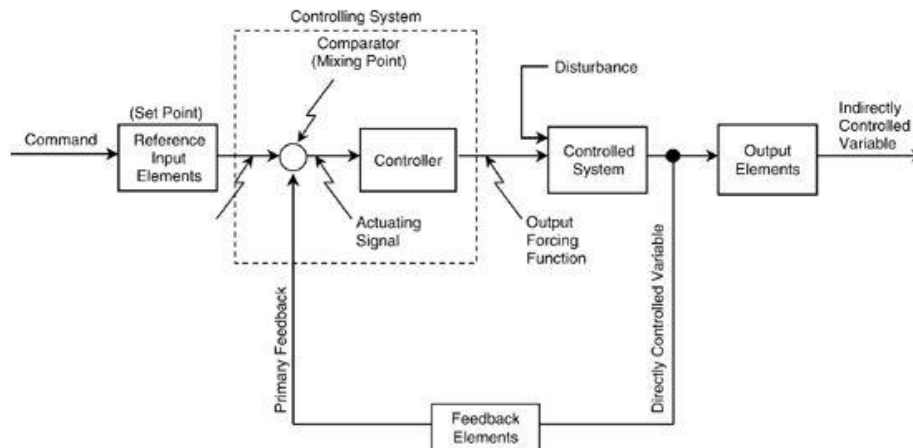 Controlling System
Comparator
(Mixing Point)
Disturbance
(Set Point)
Command
Reference
Input
Elements
Controller
Controlled
System
Output
Elements
Indirectly
Controlled
Variable
Actuating
Signal
Output
Forcing
Function
Primary Feedback
Directly Controlled Variable
Feedback
Elements